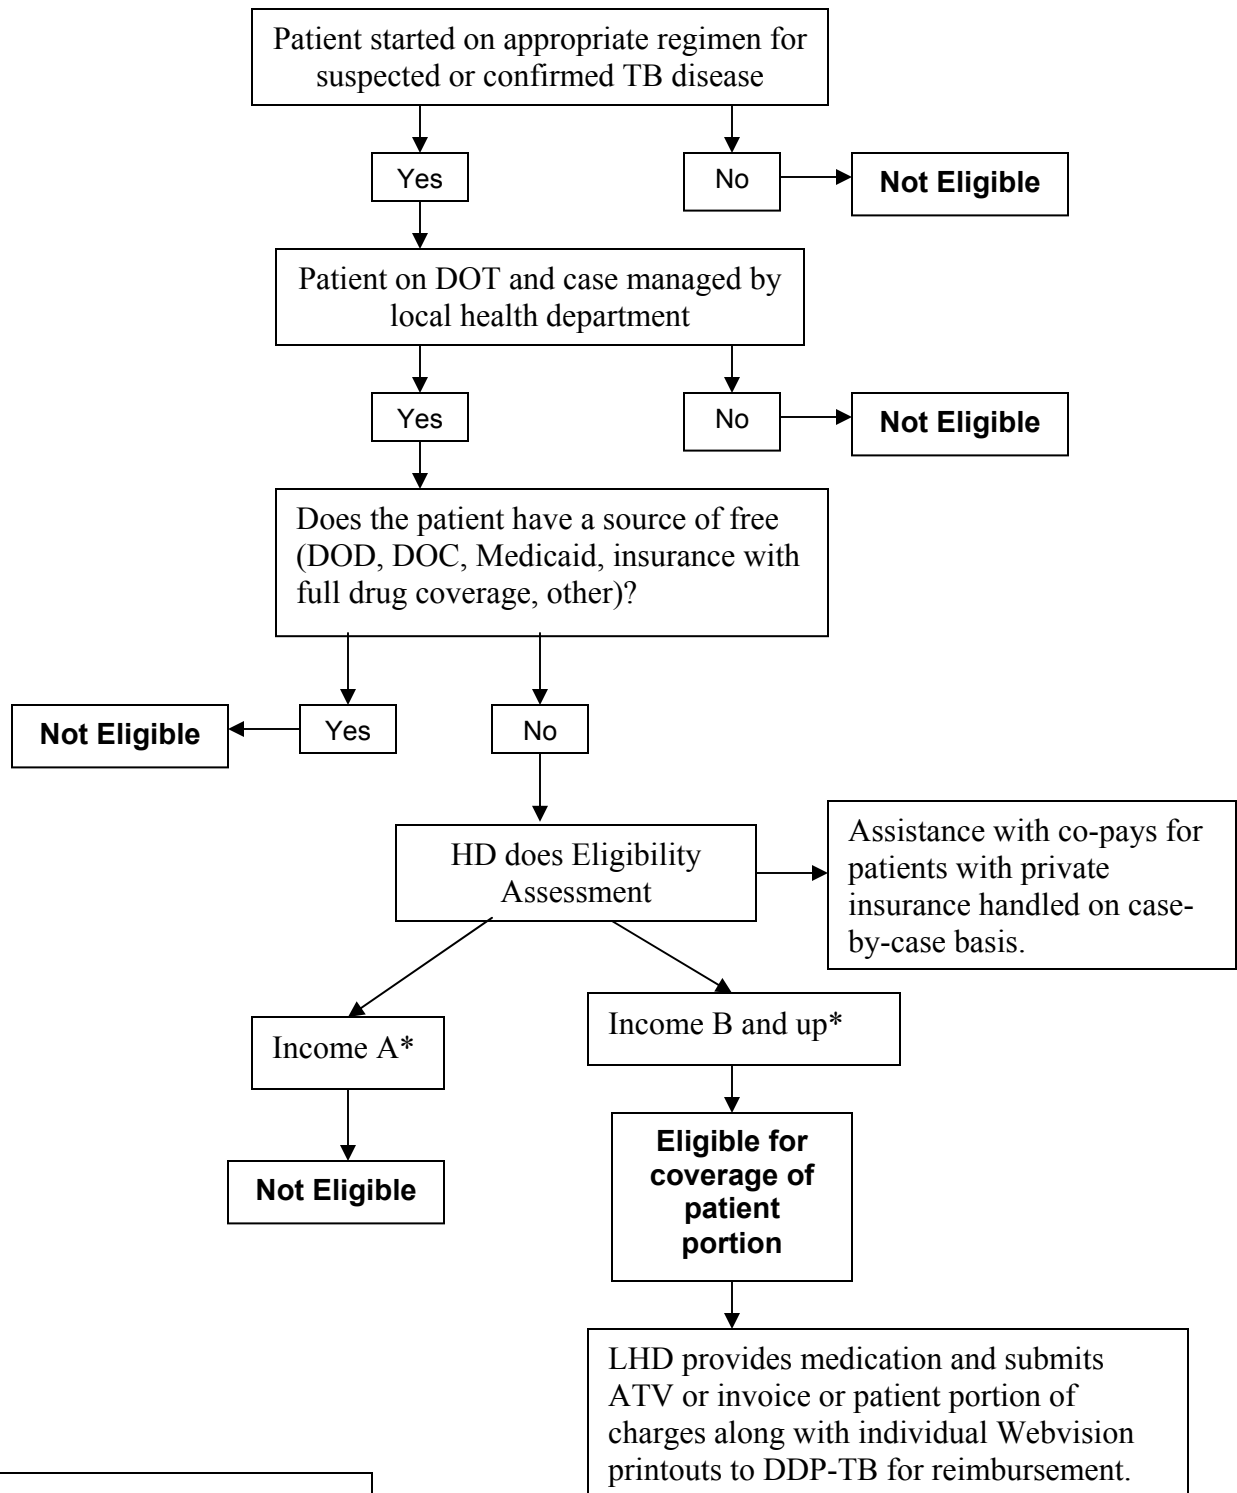 Patient started on appropriate regimen for
suspected or confirmed TB disease
Yes
No
Not Eligible
Patient on DOT and case managed by
local health department
Yes
No
Not Eligible
Does the patient have a source of free
(DOD, DOC, Medicaid, insurance with
full drug coverage, other)?
Not Eligible
Yes
No
HD does Eligibility
Assessment
Assistance with co-pays for
patients with private
insurance handled on case-
by-case basis.
Income A*
Income B and up*
Not Eligible
Eligible for
coverage of
patient
portion
LHD provides medication and submits
ATV or invoice or patient portion of
charges along with individual Webvision
printouts to DDP-TB for reimbursement.